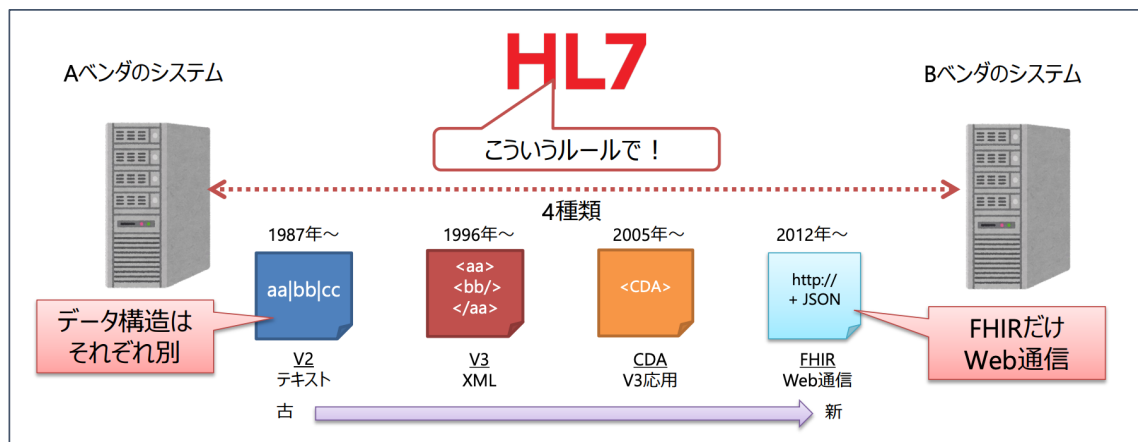 HL7
Aベンダのシステム
Bベンダのシステム
こういうルールで！
4種類
1987年～
1996年～
2005年～
2012年～
aa|bb|cc
<aa>
<bb/>
</aa>
<CDA>
http://
+ JSON
データ構造は
それぞれ別
FHIRだけ
Web通信
V2
テキスト
V3
XML
CDA
V3応用
FHIR
Web通信
古
新